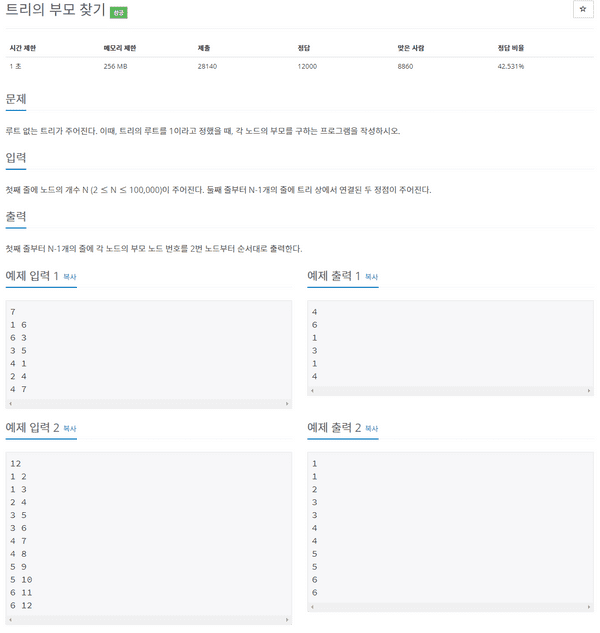 트리의 부모 찾기 성공
☆
시간 제한 메모리 제한 제출 정답 맞은 사람 정답 비율
1 초 256 MB 28140 12000 8860 42.531%
문제
루트 없는 트리가 주어진다. 이때, 트리의 루트를 1이라고 정했을 때, 각 노드의 부모를 구하는 프로그램을 작성하시오.
입력
첫째 줄에 노드의 개수 N (2 ≤ N ≤ 100,000)이 주어진다. 둘째 줄부터 N-1개의 줄에 트리 상에서 연결된 두 정점이 주어진다.
출력
첫째 줄부터 N-1개의 줄에 각 노드의 부모 노드 번호를 2번 노드부터 순서대로 출력한다.
예제 입력 1 복사
7
1 6
6 3
3 5
4 1
2 4
4 7
예제 출력 1 복사
4
6
1
3
1
4
예제 입력 2 복사
12
1 2
1 3
2 4
3 5
3 6
4 7
4 8
5 9
5 10
6 11
6 12
예제 출력 2 복사
1
1
2
3
3
4
4
5
5
6
6